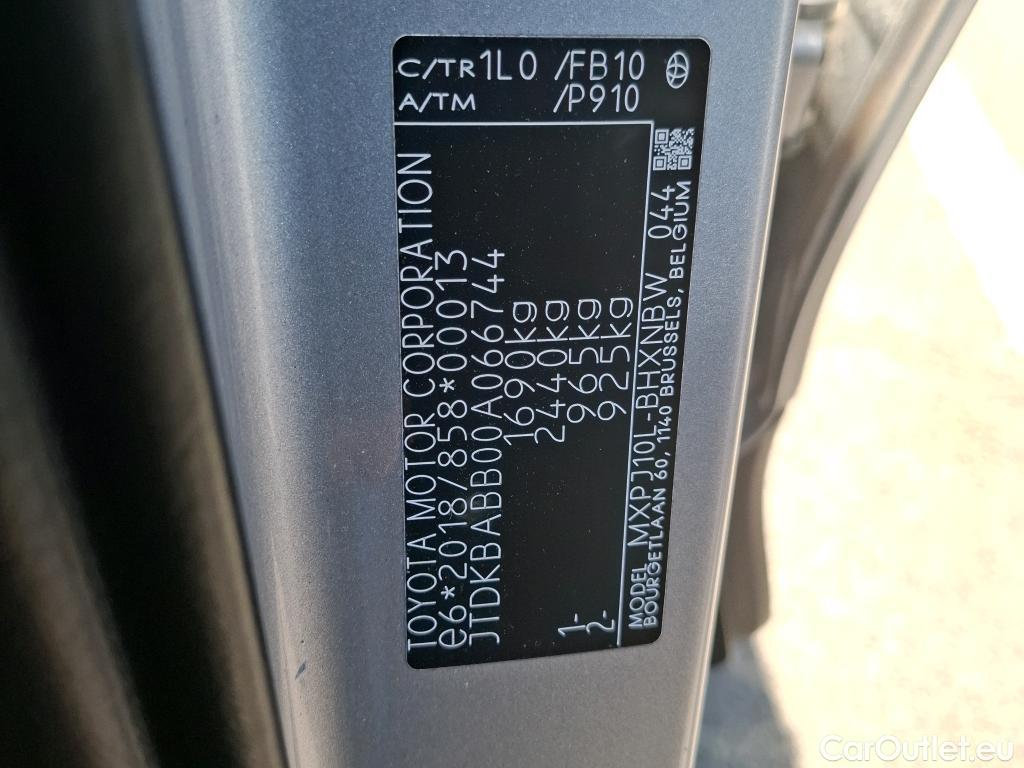 C/TR 1L0 /FB10
A/TM /P910
TOYOTA MOTOR CORPORATION
e6*2018/858*00013
JTDKBABB00A066744
1690kg
2440kg
1- 965kg
2- 925kg
MODEL MXPJ10L-BHXNBW 044
BOURGETLAAN 60, 1140 BRUSSELS, BELGIUM
CarOutlet.eu